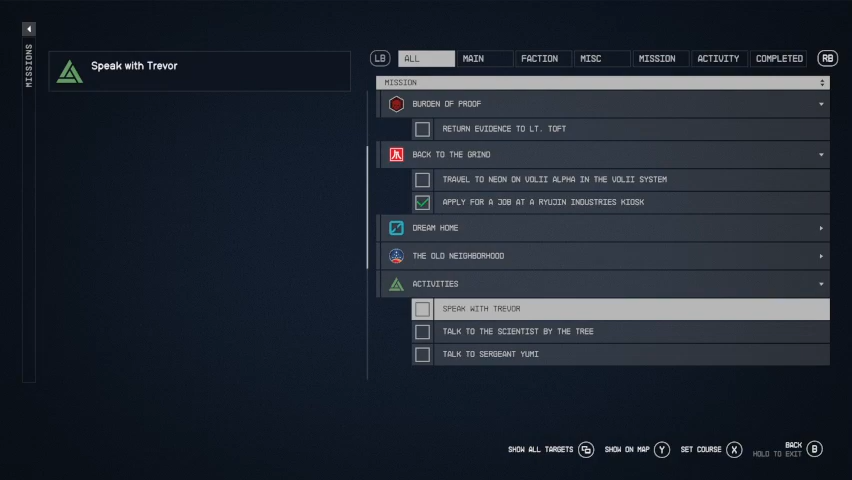 MISSIONS
Speak with Trevor
LB ALL MAIN FACTION MISC MISSION ACTIVITY COMPLETED RB
MISSION
BURDEN OF PROOF
RETURN EVIDENCE TO LT. TOFT
BACK TO THE GRIND
TRAVEL TO NEON ON VOLII ALPHA IN THE VOLII SYSTEM
APPLY FOR A JOB AT A RYUJIN INDUSTRIES KIOSK
DREAM HOME
THE OLD NEIGHBORHOOD
ACTIVITIES
SPEAK WITH TREVOR
TALK TO THE SCIENTIST BY THE TREE
TALK TO SERGEANT YUMI
SHOW ALL TARGETS SHOW ON MAP Y SET COURSE X BACK B
HOLD TO EXIT